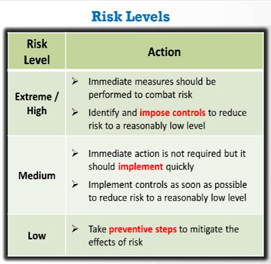 Risk Levels
Risk
Level
Action
Extreme /
High
➤ Immediate measures should be
performed to combat risk
➤ Identify and impose controls to reduce
risk to a reasonably low level
Medium
➤ Immediate action is not required but it
should implement quickly
➤ Implement controls as soon as possible
to reduce risk to a reasonably low level
Low
➤ Take preventive steps to mitigate the
effects of risk